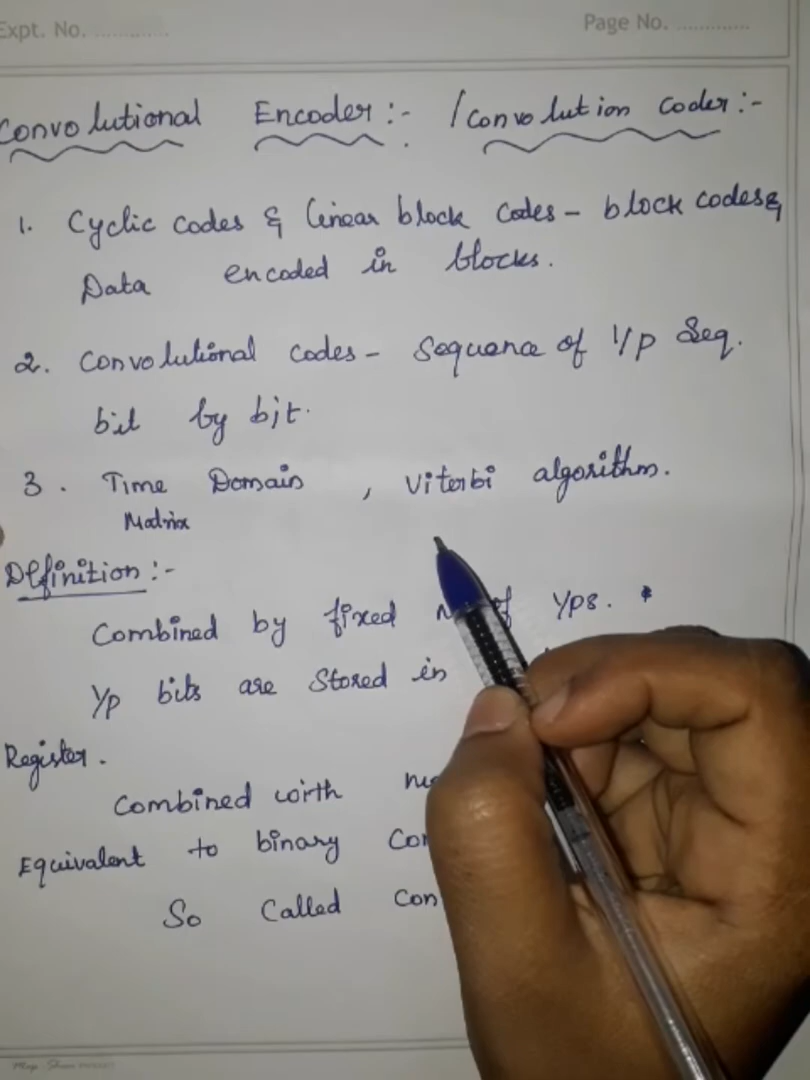 Expt. No. .............
Page No. .............
Convolutional Encoder:- / Convolution Coder:-
1. Cyclic codes & linear block codes - block codes &
Data encoded in blocks.
2. Convolutional codes - Sequence of I/p Seq.
bit by bit.
3. Time Domain , Viterbi algorithm.
Matrix
Definition :-
Combined by fixed I/ps.
I/p bits are Stored in
Register.
Combined with
Equivalent to binary
So Called